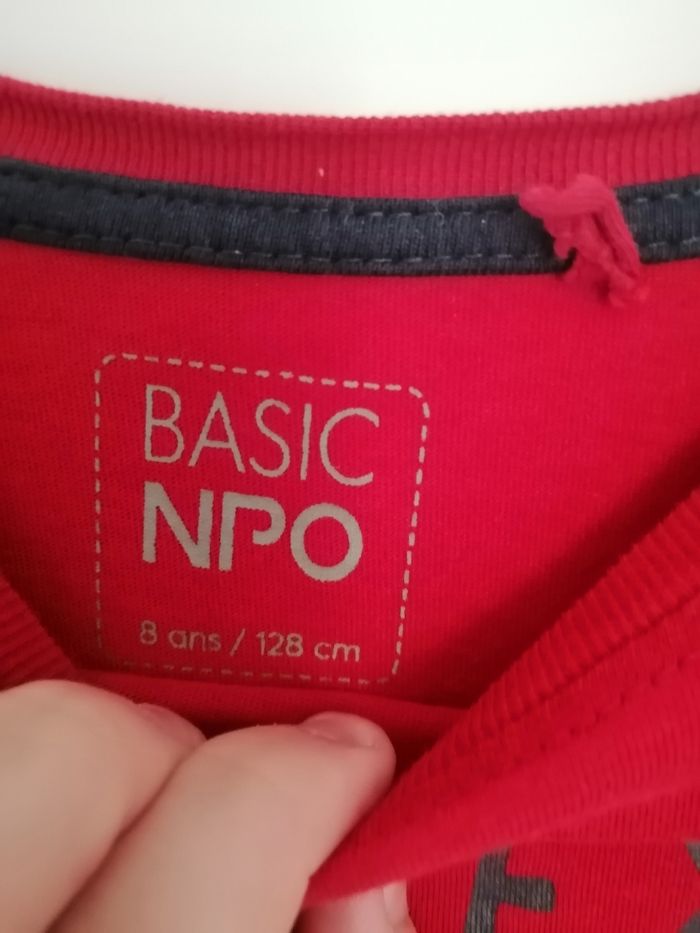 BASIC
NPO
8 ans / 128 cm